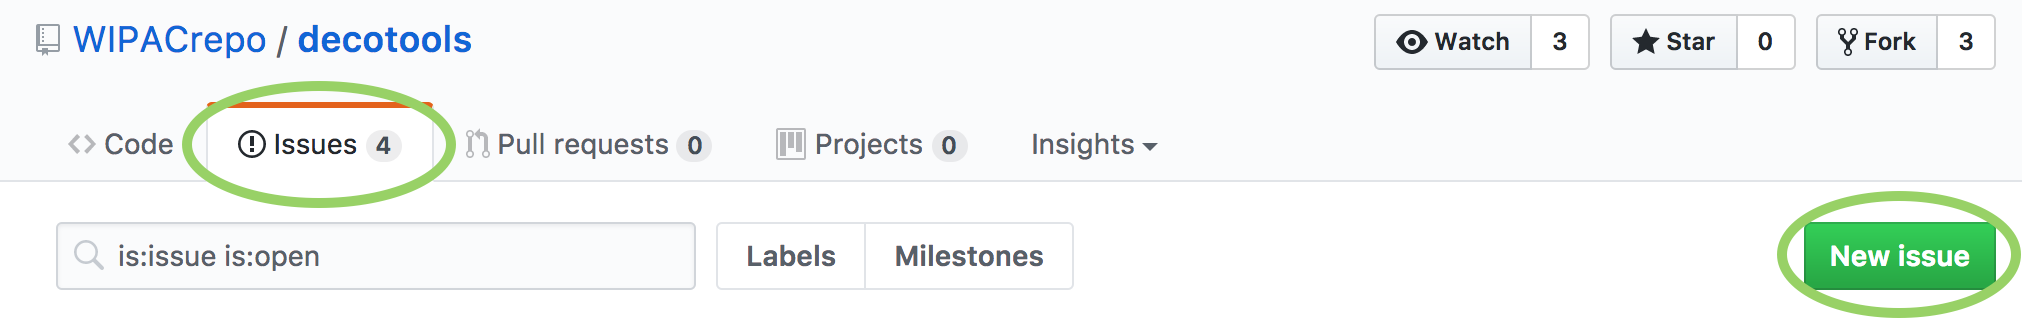 WIPACrepo / decotools Watch 3 Star 0 Fork 3
Code Issues 4 Pull requests 0 Projects 0 Insights
is:issue is:open Labels Milestones New issue